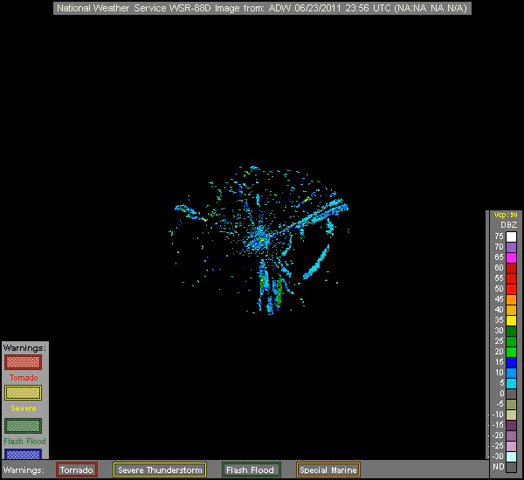 National Weather Service WSR-88D Image from: ADW 06/23/2011 23:56 UTC (NA:NA NA N/A)
Vcp: 90
DBZ
75
70
65
60
55
50
45
40
35
30
25
20
15
10
5
0
-5
-10
-15
-20
-25
-30
ND
Warnings:
Tornado
Severe
Flash Flood
Warnings: Tornado Severe Thunderstorm Flash Flood Special Marine